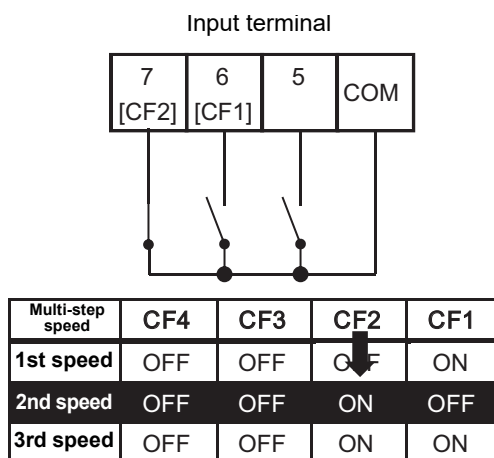 Input terminal
7 6 5 COM
[CF2] [CF1]
Multi-step speed CF4 CF3 CF2 CF1
1st speed OFF OFF OFF ON
2nd speed OFF OFF ON OFF
3rd speed OFF OFF ON ON